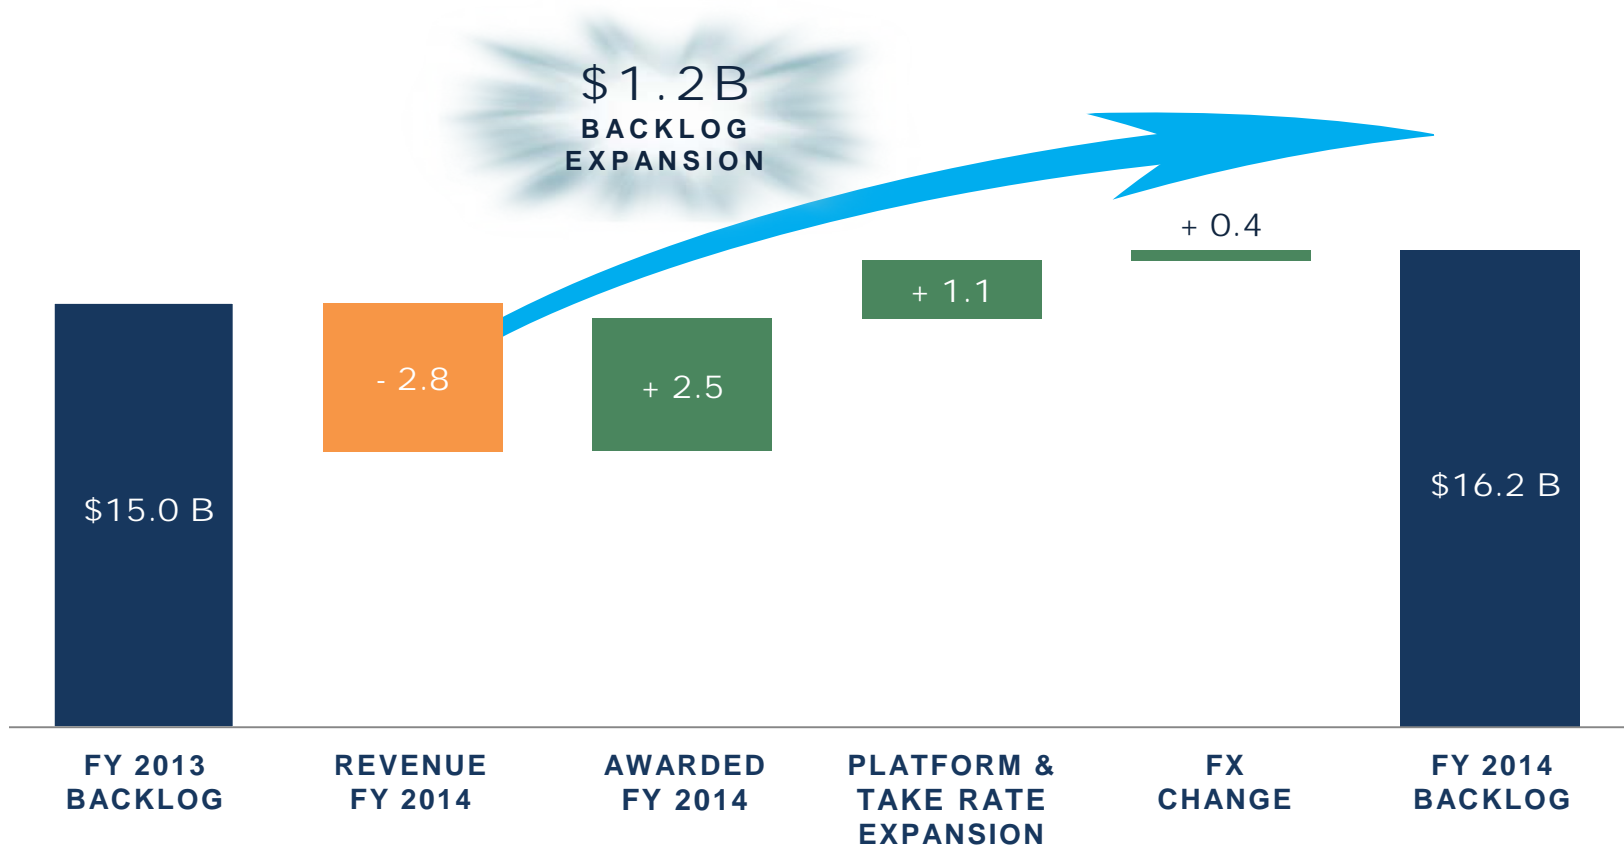 $1.2B
BACKLOG
EXPANSION
+ 0.4
+ 1.1
- 2.8
+ 2.5
$15.0 B
$16.2 B
FY 2013
BACKLOG
REVENUE
FY 2014
AWARDED
FY 2014
PLATFORM &
TAKE RATE
EXPANSION
FX
CHANGE
FY 2014
BACKLOG